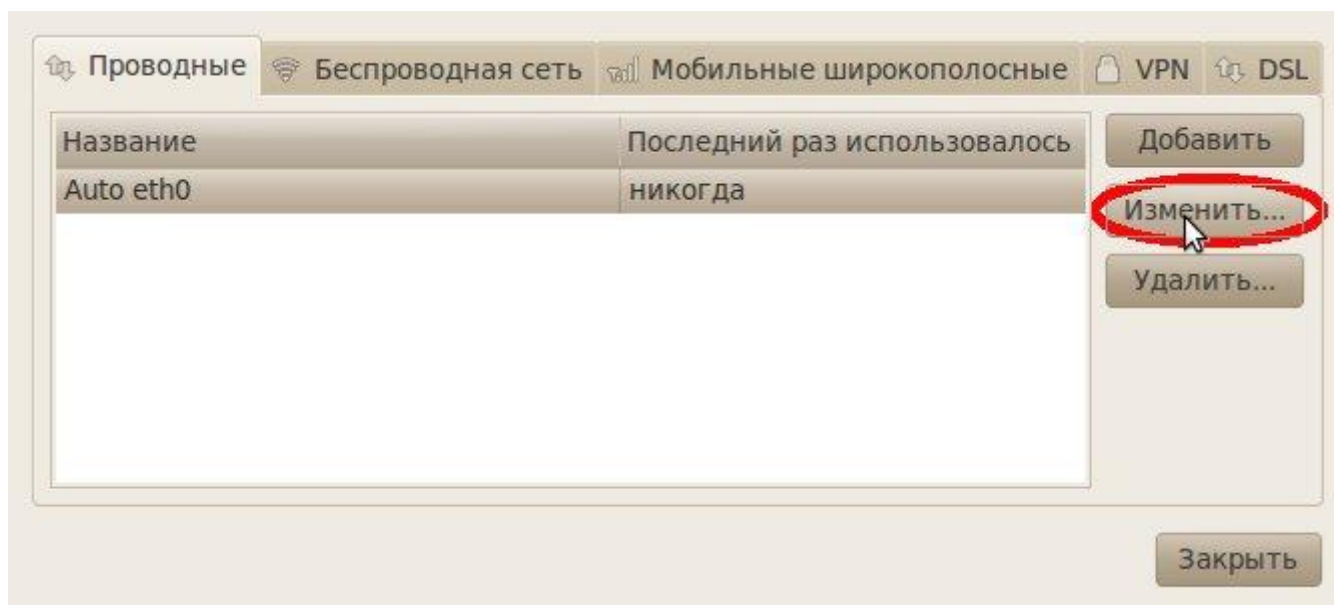 Проводные Беспроводная сеть Мобильные широкополосные VPN DSL
Название Последний раз использовалось Добавить
Auto eth0 никогда
Изменить...
Удалить...
Закрыть